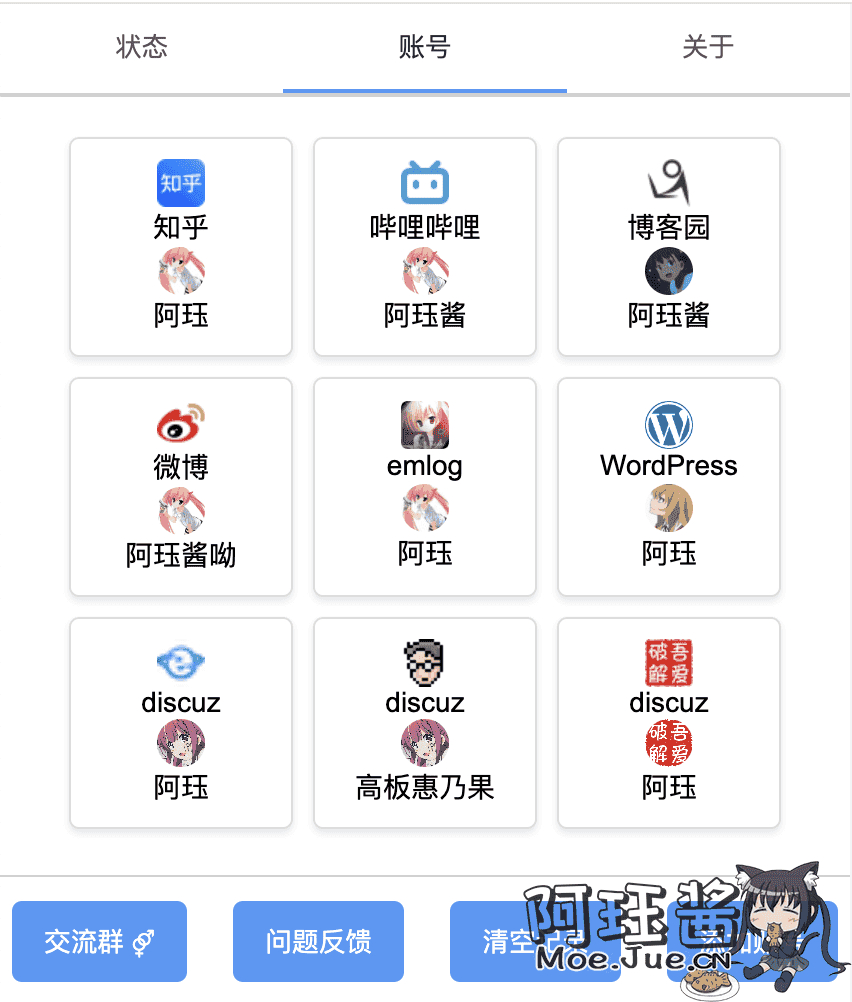 状态 账号 关于
知乎 
知乎 哔哩哔哩 博客园
阿珏 阿珏酱 阿珏酱
微博 emlog WordPress
阿珏酱呦 阿珏 阿珏
吾爱破解
discuz discuz discuz
吾爱破解
阿珏 高板惠乃果 阿珏
交流群 问题反馈 清空记录
阿珏酱
Moe.Jue.cn